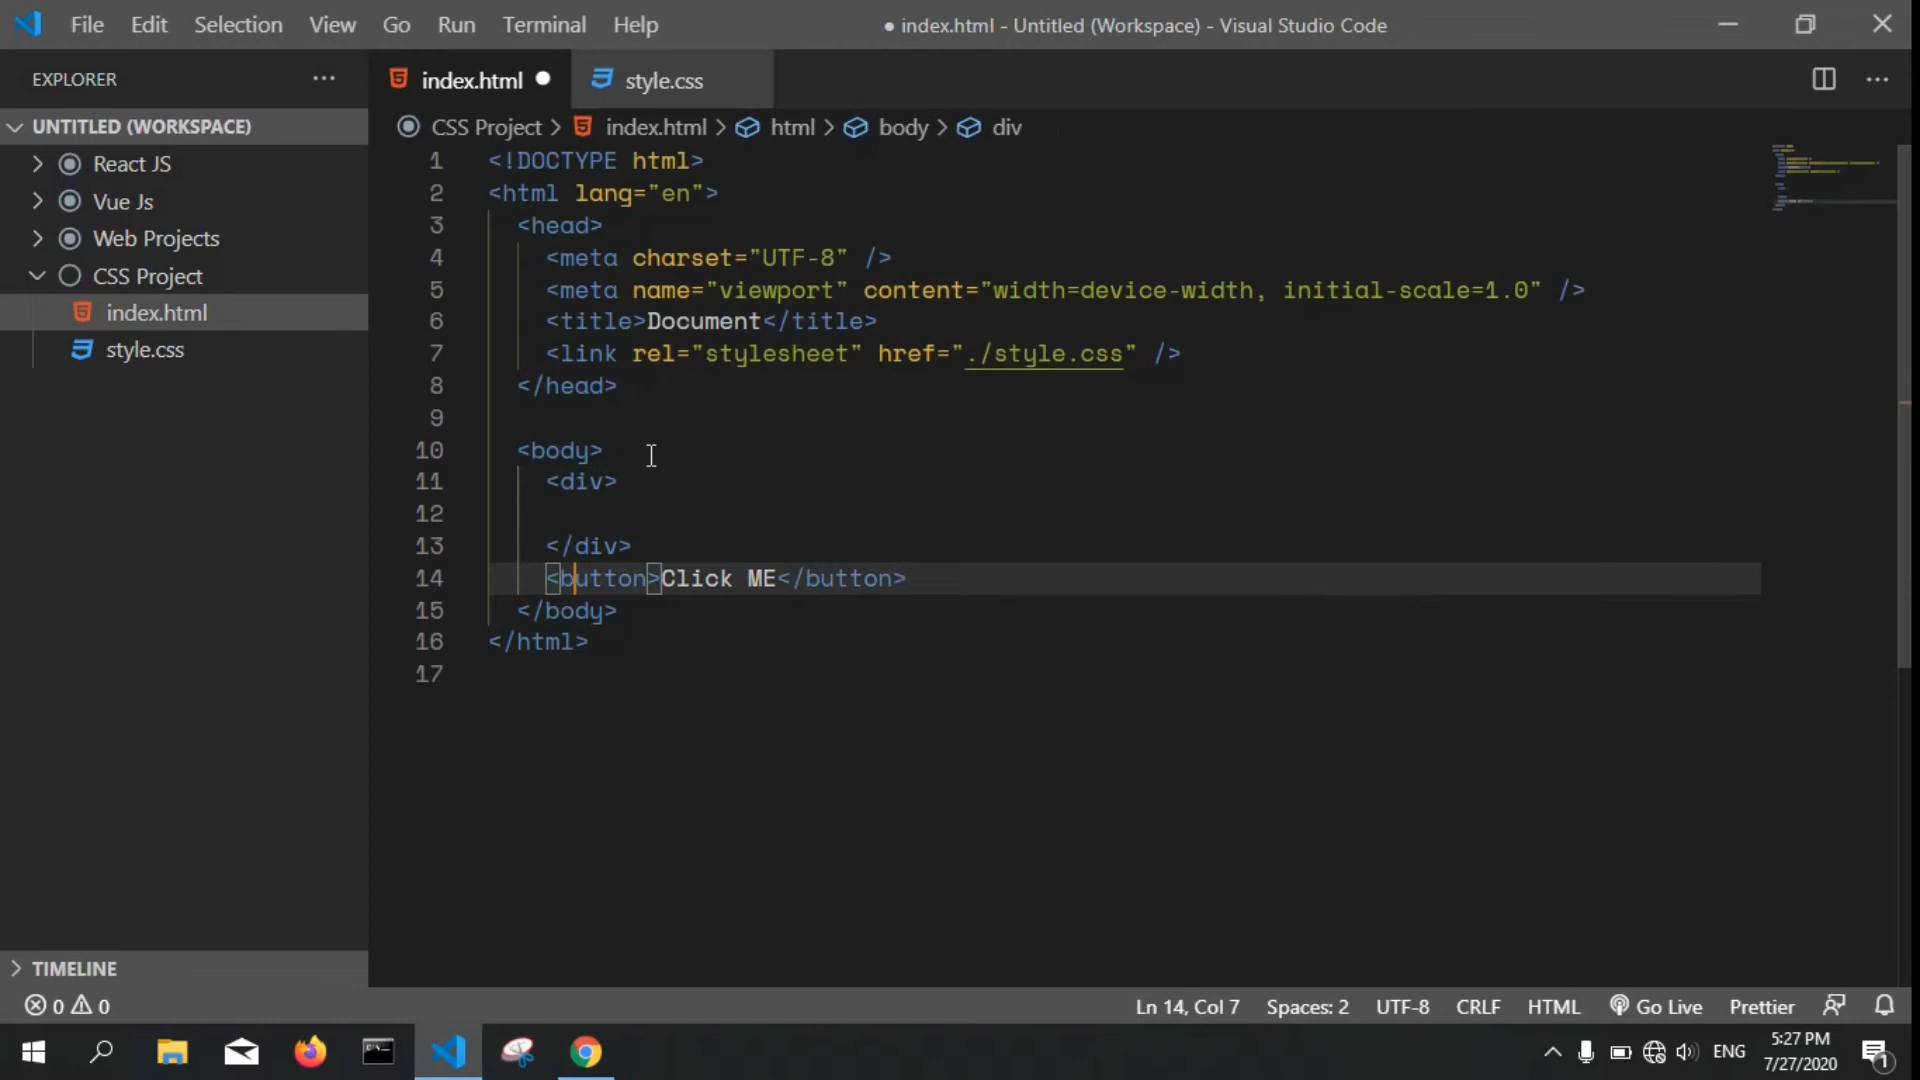 File Edit Selection View Go Run Terminal Help
● index.html - Untitled (Workspace) - Visual Studio Code
EXPLORER
index.html
style.css
UNTITLED (WORKSPACE)
React JS
Vue Js
Web Projects
CSS Project
index.html
style.css
TIMELINE
CSS Project > index.html > html > body > div
1 <!DOCTYPE html>
2 <html lang="en">
3 <head>
4 <meta charset="UTF-8" />
5 <meta name="viewport" content="width=device-width, initial-scale=1.0" />
6 <title>Document</title>
7 <link rel="stylesheet" href="./style.css" />
8 </head>
9
10 <body>
11 <div>
12
13 </div>
14 <button>Click ME</button>
15 </body>
16 </html>
17
0 0
Ln 14, Col 7 Spaces: 2 UTF-8 CRLF HTML Go Live Prettier
ENG
5:27 PM
7/27/2020
1